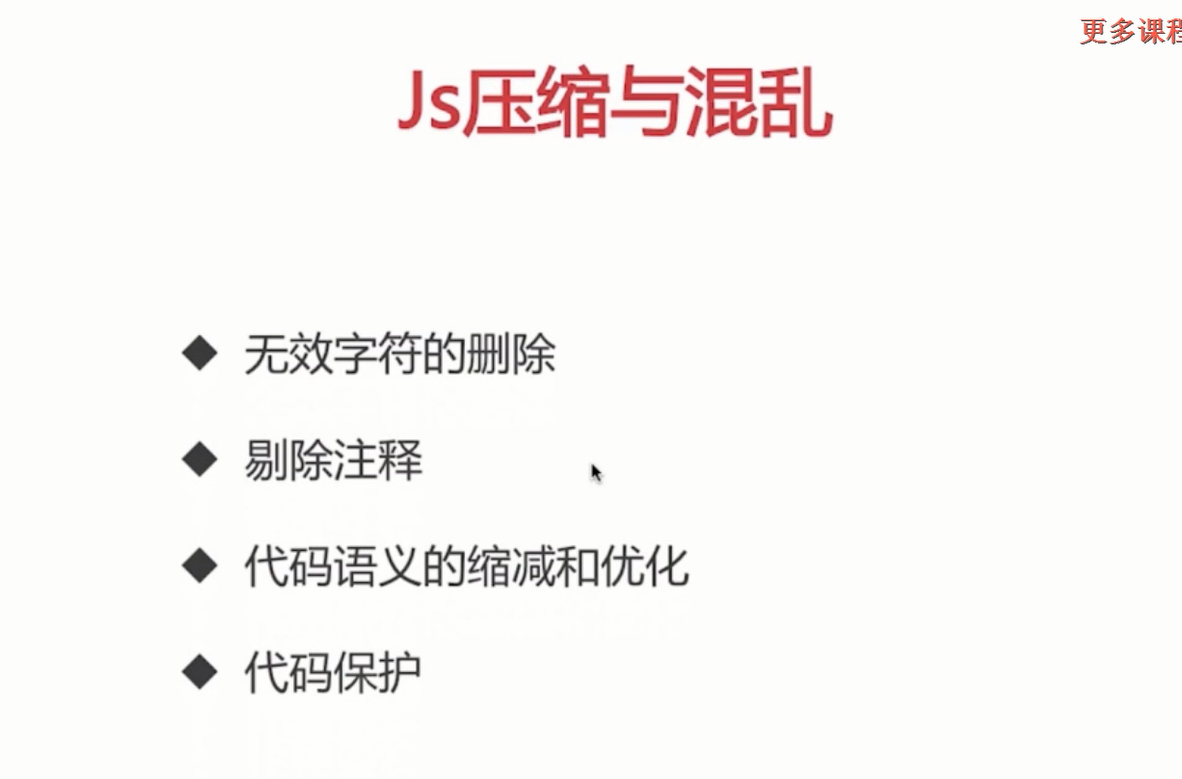 更多课程
Js压缩与混乱
◆ 无效字符的删除
◆ 剔除注释
◆ 代码语义的缩减和优化
◆ 代码保护